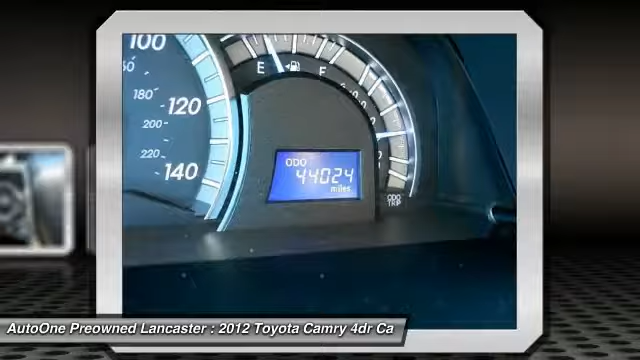 100
180
120
200
220
140
E
F
ODO
44024
miles
ODO
TRIP
AutoOne Preowned Lancaster : 2012 Toyota Camry 4dr Ca